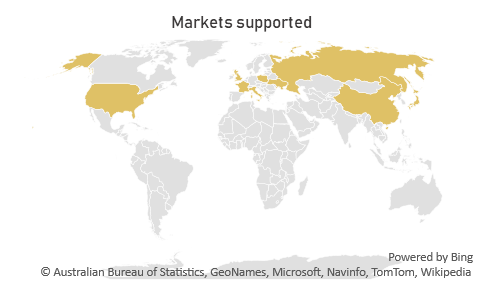 Markets supported
Powered by Bing
© Australian Bureau of Statistics, GeoNames, Microsoft, Navinfo, TomTom, Wikipedia